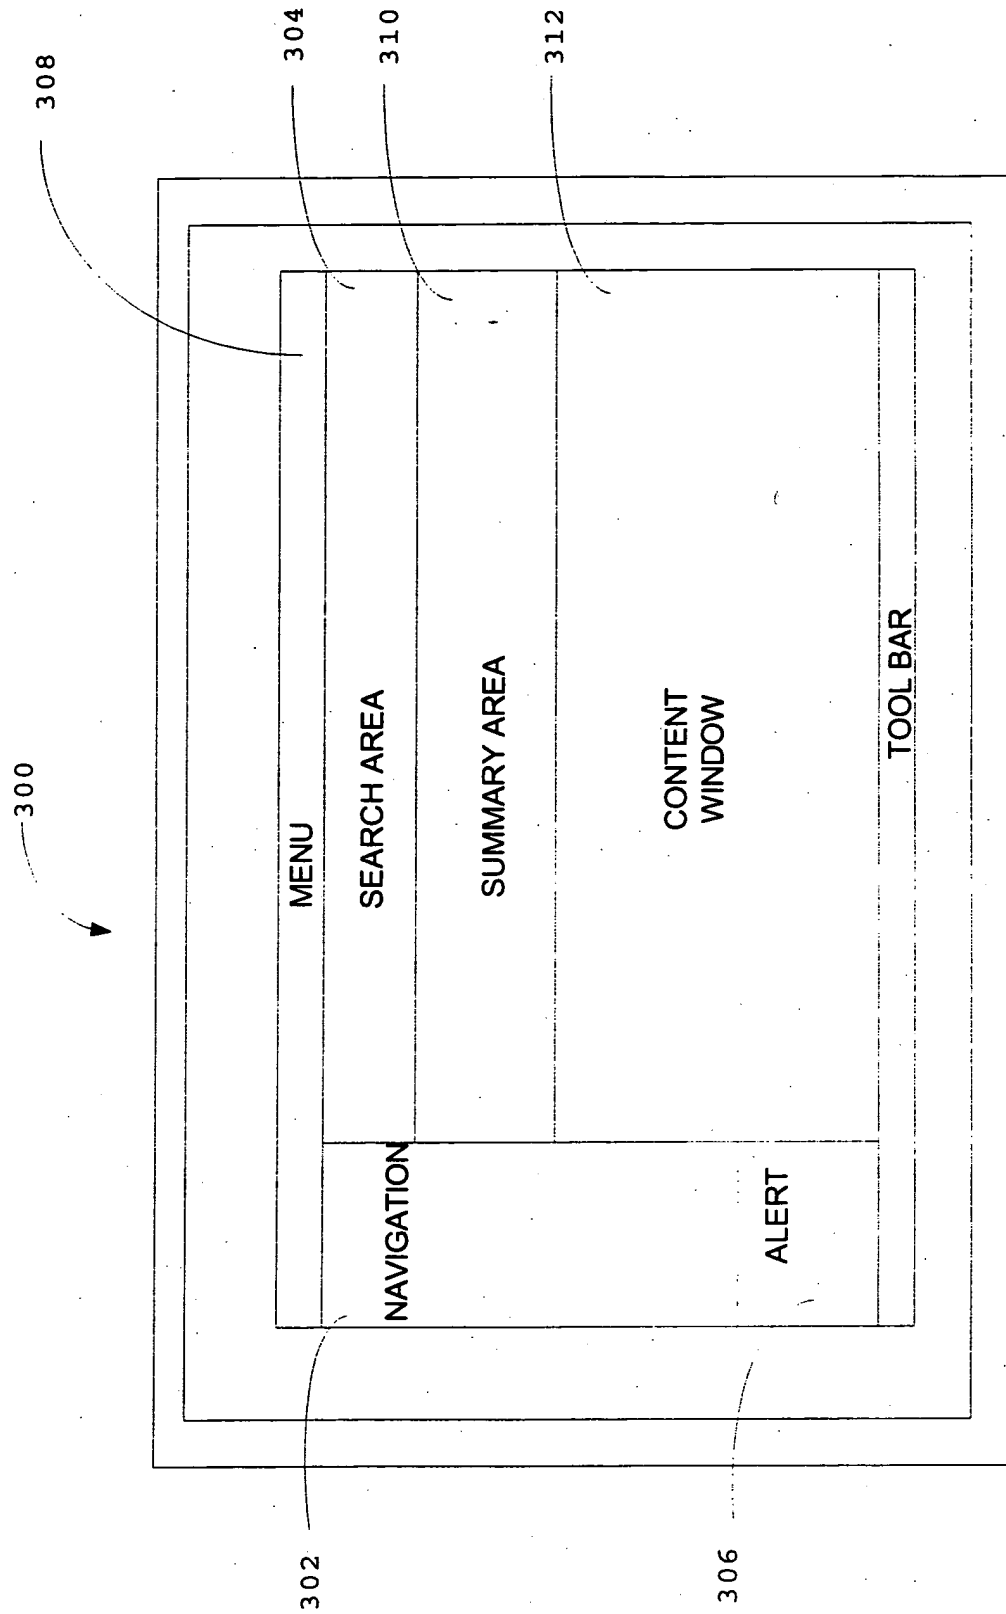 300
308
304
310
312
MENU
SEARCH AREA
SUMMARY AREA
CONTENT
WINDOW
NAVIGATION
ALERT
TOOL BAR
302
306